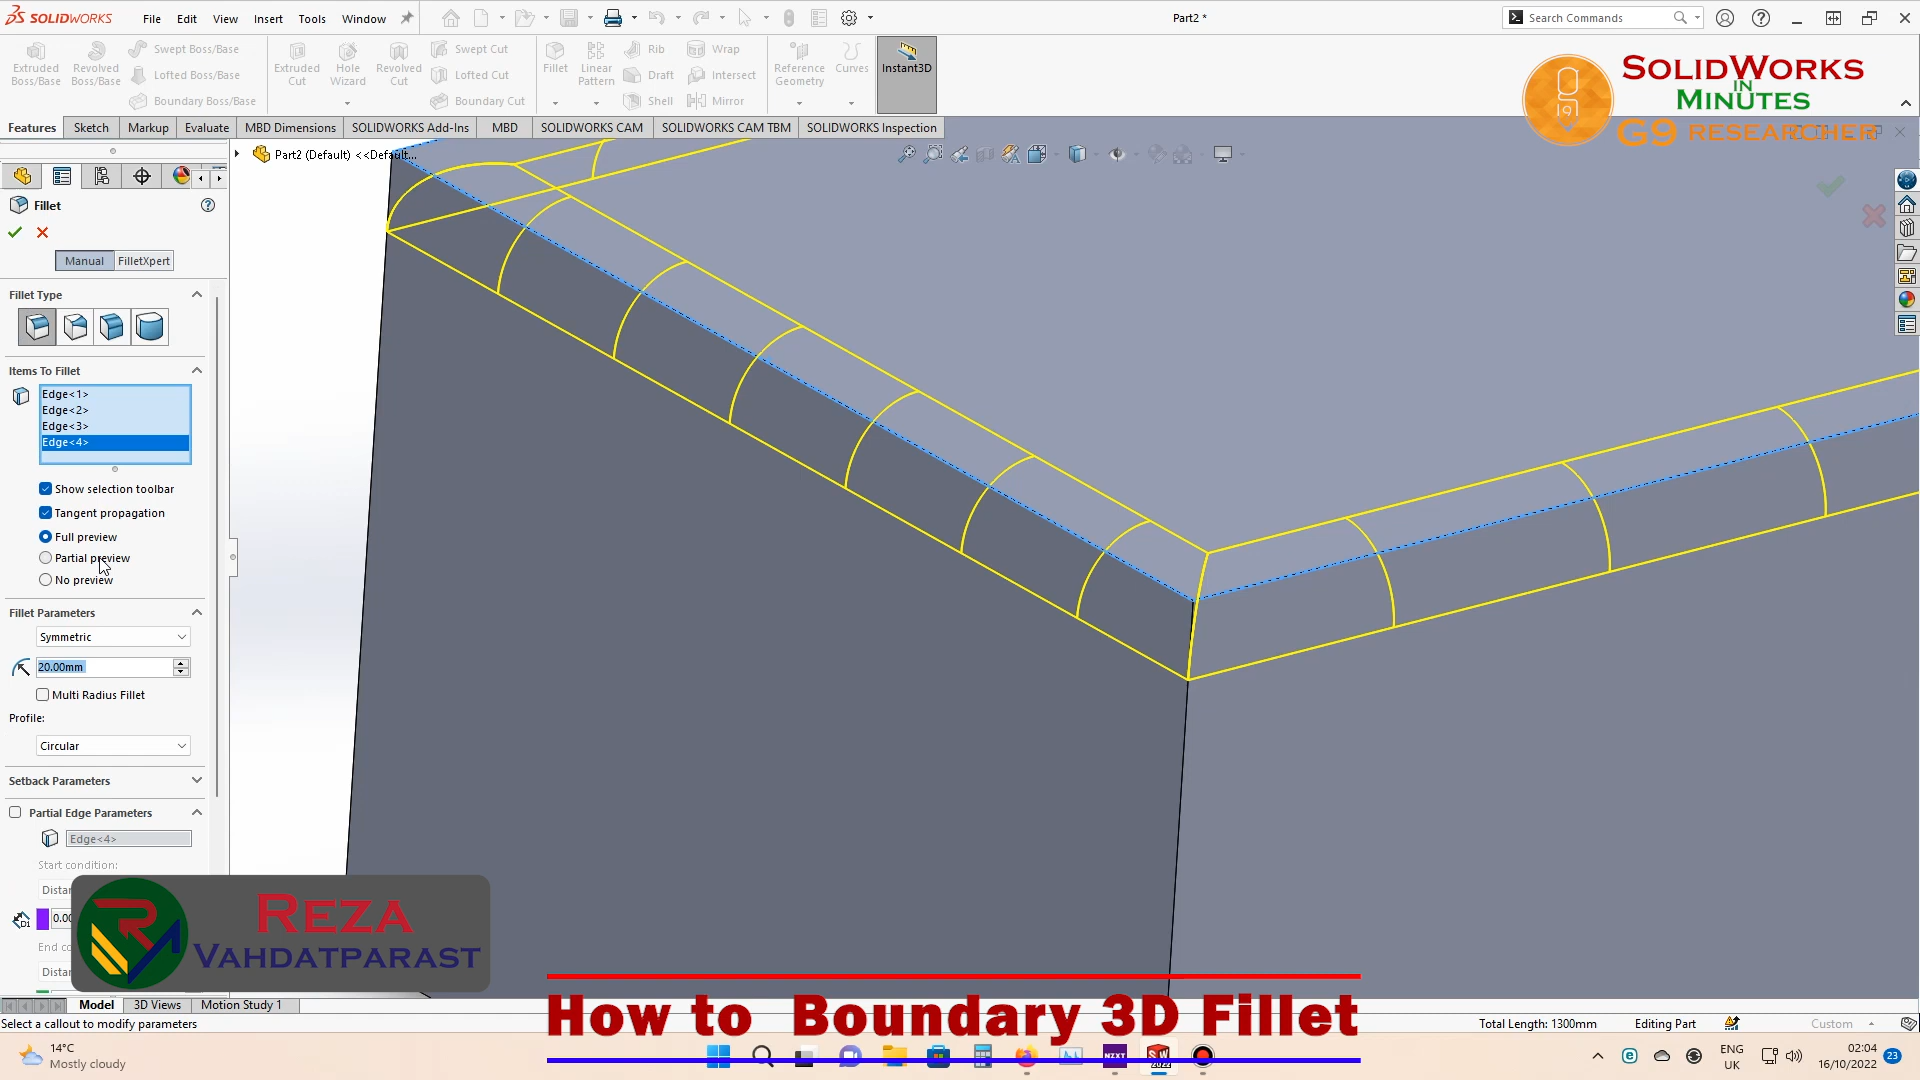 SOLIDWORKS File Edit View Insert Tools Window Part2 * Search Commands
Extruded Boss/Base Revolved Boss/Base Swept Boss/Base Lofted Boss/Base Boundary Boss/Base Extruded Cut Hole Wizard Revolved Cut Swept Cut Lofted Cut Boundary Cut Fillet Linear Pattern Rib Draft Shell Wrap Intersect Mirror Reference Geometry Curves Instant3D
SOLIDWORKS
IN
MINUTES
G9 RESEARCHER
Features Sketch Markup Evaluate MBD Dimensions SOLIDWORKS Add-Ins MBD SOLIDWORKS CAM SOLIDWORKS CAM TBM SOLIDWORKS Inspection
Part2 (Default) <<Default...
Fillet
Manual FilletXpert
Fillet Type
Items To Fillet
Edge<1>
Edge<2>
Edge<3>
Edge<4>
Show selection toolbar
Tangent propagation
Full preview
Partial preview
No preview
Fillet Parameters
Symmetric
20.00mm
Multi Radius Fillet
Profile:
Circular
Setback Parameters
Partial Edge Parameters
Edge<4>
Start condition:
REZA
VAHDATPARAST
Model 3D Views Motion Study 1
How to Boundary 3D Fillet
Select a callout to modify parameters Total Length: 1300mm Editing Part Custom
14°C
Mostly cloudy
NZXT
SW
2022
ENG
UK
02:04
16/10/2022
23